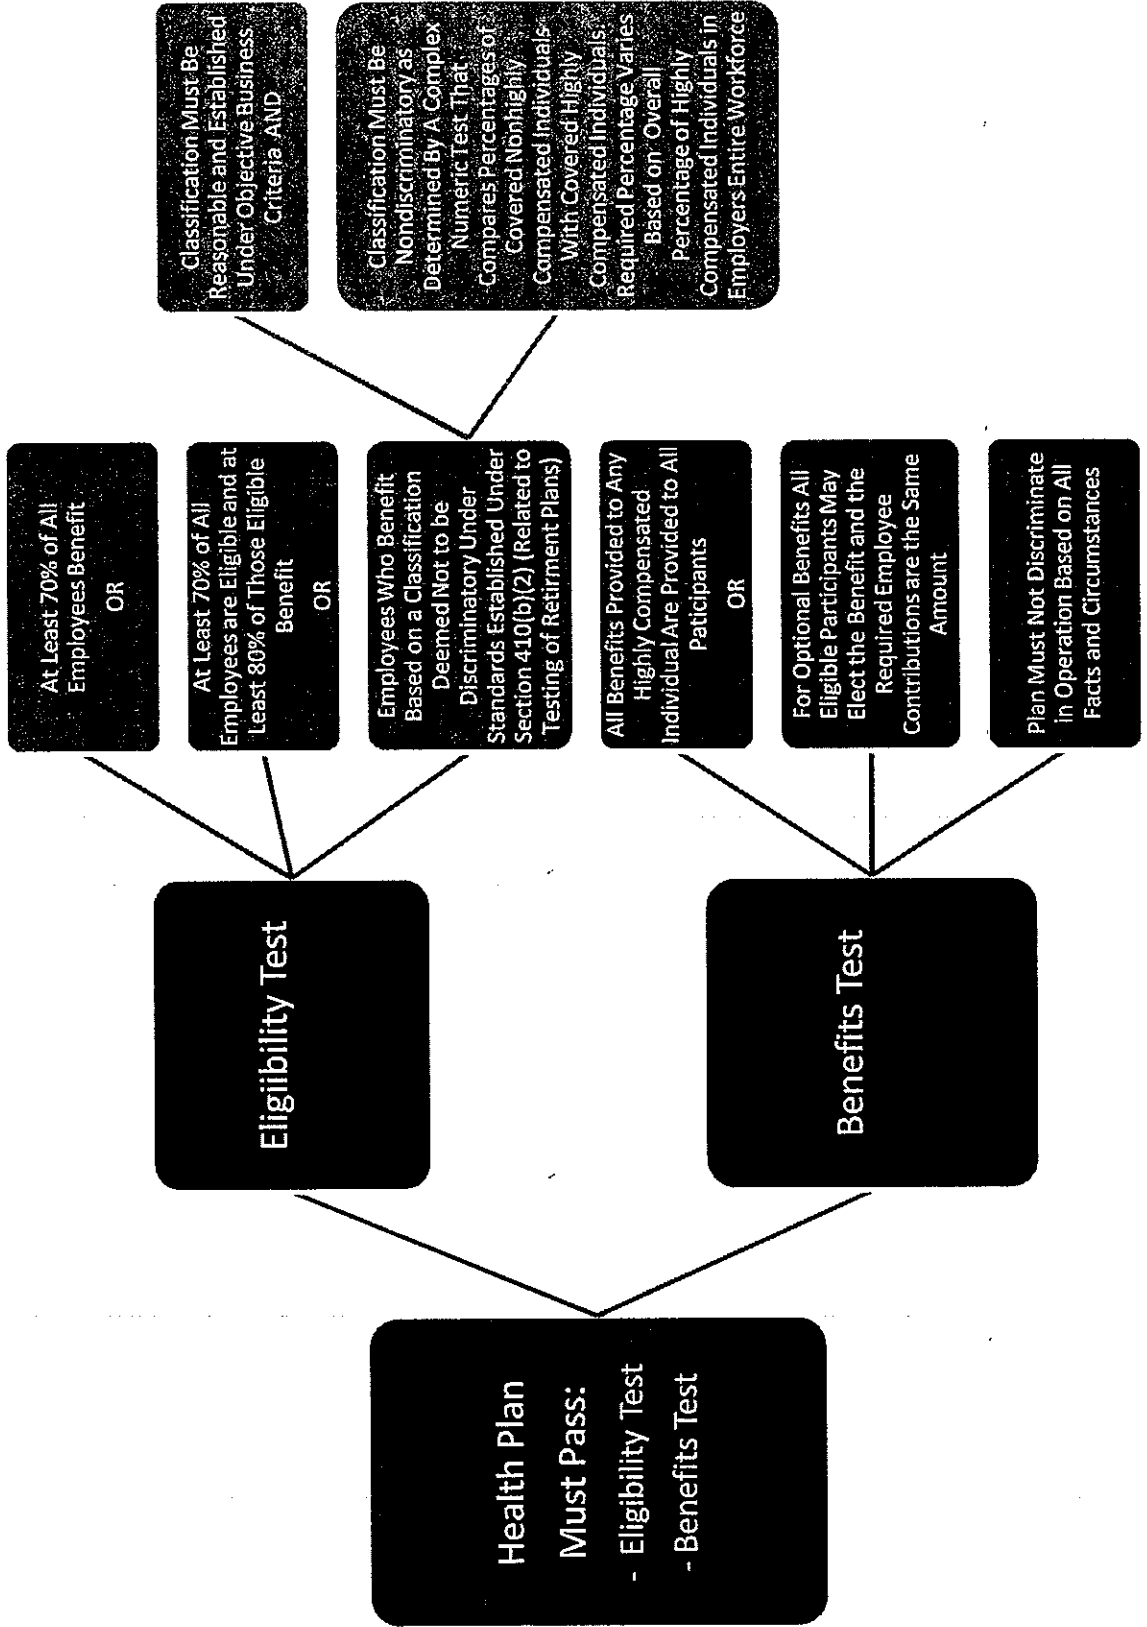 Health Plan
Must Pass:
- Eligibility Test
- Benefits Test
Eligiibility Test
At Least 70% of All
Employees Benefit
OR
At Least 70% of All
Employees are Eligible and at
Least 80% of Those Eligible
Benefit
OR
Employees Who Benefit
Based on a Classification
Deemed Not to be
Discriminatory Under
Standards Established Under
Section 410(b)(2) (Related to
Testing of Retirment Plans)
Classification Must Be
Reasonable and Established
Under Objective Business
Criteria AND
Classification Must Be
Nondiscriminatory as
Determined By A Complex
Numeric Test That
Compares Percentages of
Covered Nonhighly
Compensated Individuals
With Covered Highly
Compensated Individuals.
Required Percentage Varies
Based on Overall
Percentage of Highly
Compensated Individuals in
Employers Entire Workforce
Benefits Test
All Benefits Provided to Any
Highly Compensated
Individual Are Provided to All
Paticipants
OR
For Optional Benefits All
Eligible Participants May
Elect the Benefit and the
Required Employee
Contributions are the Same
Amount
Plan Must Not Discriminate
in Operation Based on All
Facts and Circumstances